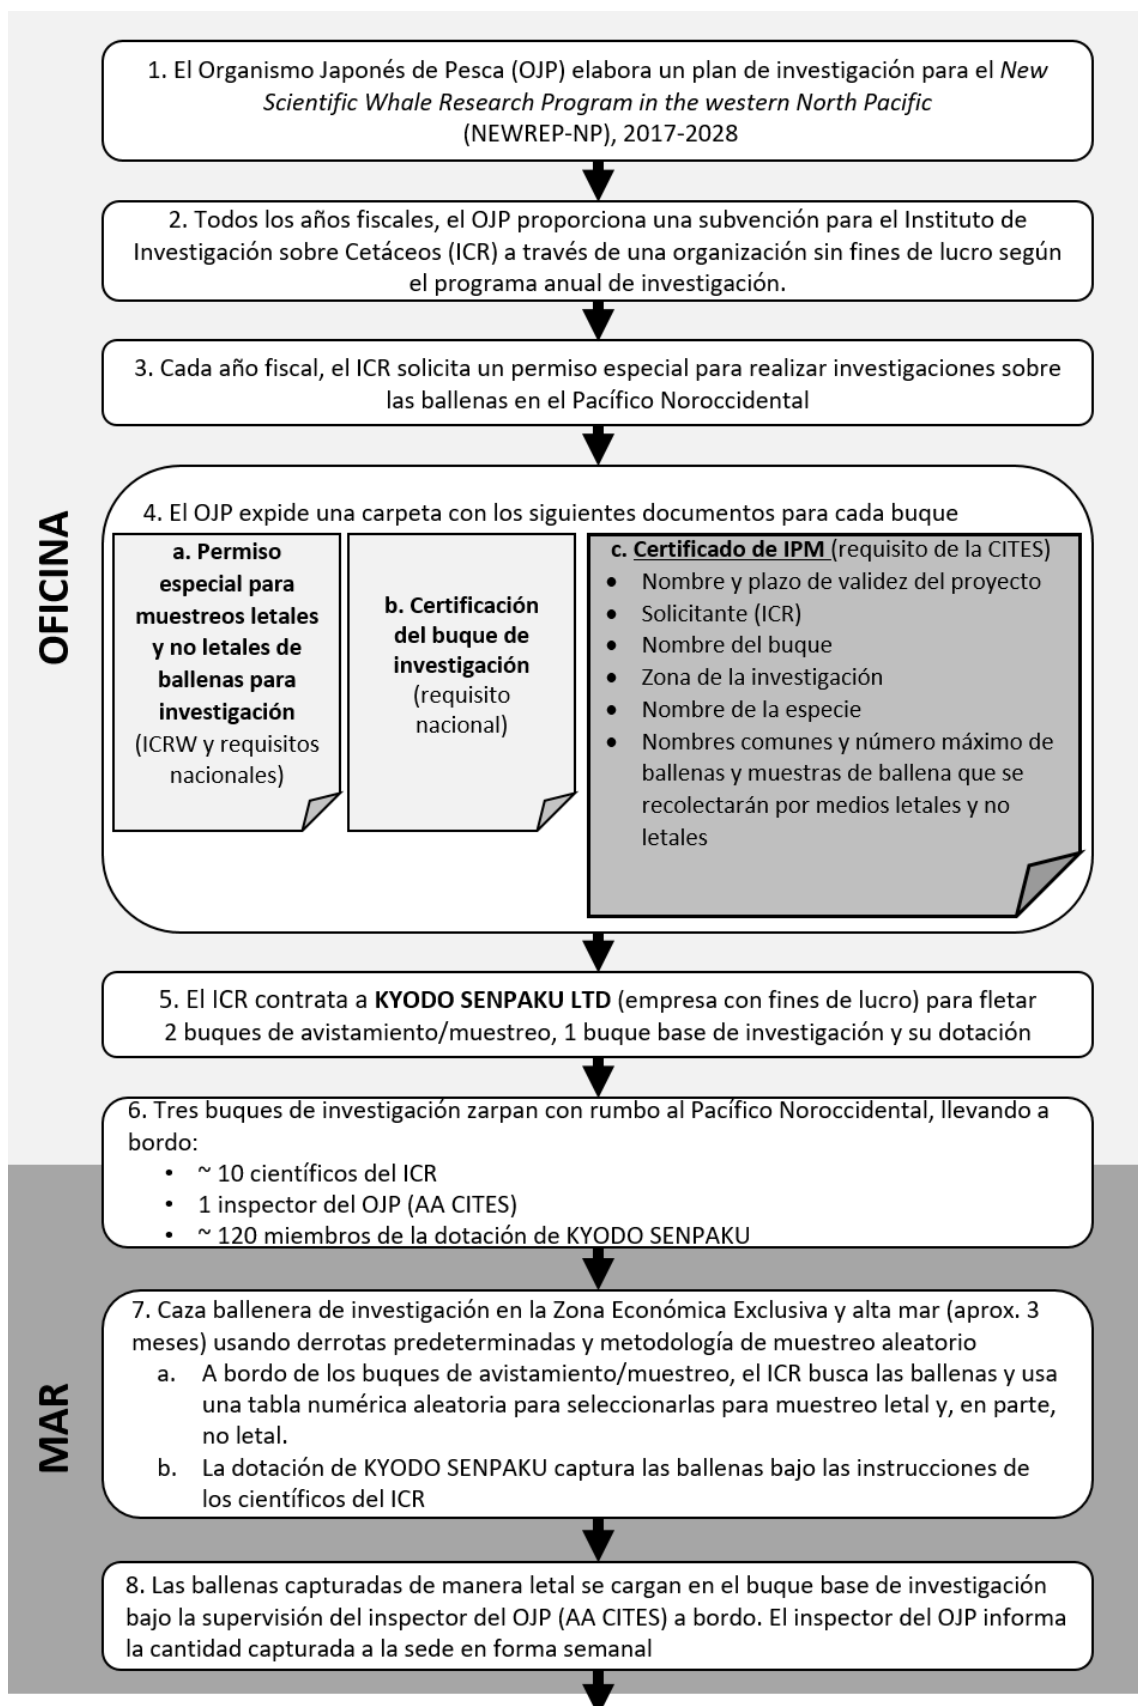 1. El Organismo Japonés de Pesca (OJP) elabora un plan de investigación para el New
Scientific Whale Research Program in the western North Pacific
(NEWREP-NP), 2017-2028
2. Todos los años fiscales, el OJP proporciona una subvención para el Instituto de
Investigación sobre Cetáceos (ICR) a través de una organización sin fines de lucro según
el programa anual de investigación.
3. Cada año fiscal, el ICR solicita un permiso especial para realizar investigaciones sobre
las ballenas en el Pacífico Noroccidental
OFICINA
4. El OJP expide una carpeta con los siguientes documentos para cada buque
a. Permiso
especial para
muestreos letales
y no letales de
ballenas para
investigación
(ICRW y requisitos
nacionales)
b. Certificación
del buque de
investigación
(requisito
nacional)
c. Certificado de IPM (requisito de la CITES)
• Nombre y plazo de validez del proyecto
• Solicitante (ICR)
• Nombre del buque
• Zona de la investigación
• Nombre de la especie
• Nombres comunes y número máximo de
ballenas y muestras de ballena que se
recolectarán por medios letales y no
letales
5. El ICR contrata a KYODO SENPAKU LTD (empresa con fines de lucro) para fletar
2 buques de avistamiento/muestreo, 1 buque base de investigación y su dotación
6. Tres buques de investigación zarpan con rumbo al Pacífico Noroccidental, llevando a
bordo:
• ~ 10 científicos del ICR
• 1 inspector del OJP (AA CITES)
• ~ 120 miembros de la dotación de KYODO SENPAKU
MAR
7. Caza ballenera de investigación en la Zona Económica Exclusiva y alta mar (aprox. 3
meses) usando derrotas predeterminadas y metodología de muestreo aleatorio
a. A bordo de los buques de avistamiento/muestreo, el ICR busca las ballenas y usa
una tabla numérica aleatoria para seleccionarlas para muestreo letal y, en parte,
no letal.
b. La dotación de KYODO SENPAKU captura las ballenas bajo las instrucciones de
los científicos del ICR
8. Las ballenas capturadas de manera letal se cargan en el buque base de investigación
bajo la supervisión del inspector del OJP (AA CITES) a bordo. El inspector del OJP informa
la cantidad capturada a la sede en forma semanal